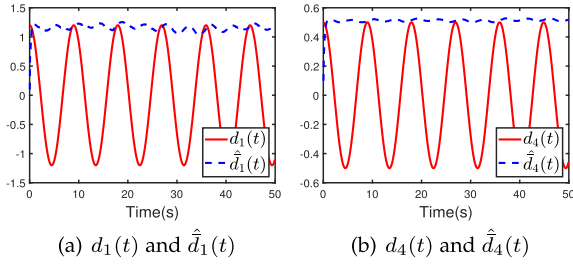 1.5
1
0.5
0
-0.5
-1
-1.5
0 10 20 30 40 50
Time(s)
d₁(t)
d̄̂₁(t)
(a) d₁(t) and d̄̂₁(t)
0.6
0.4
0.2
0
-0.2
-0.4
-0.6
0 10 20 30 40 50
Time(s)
d₄(t)
d̄̂₄(t)
(b) d₄(t) and d̄̂₄(t)